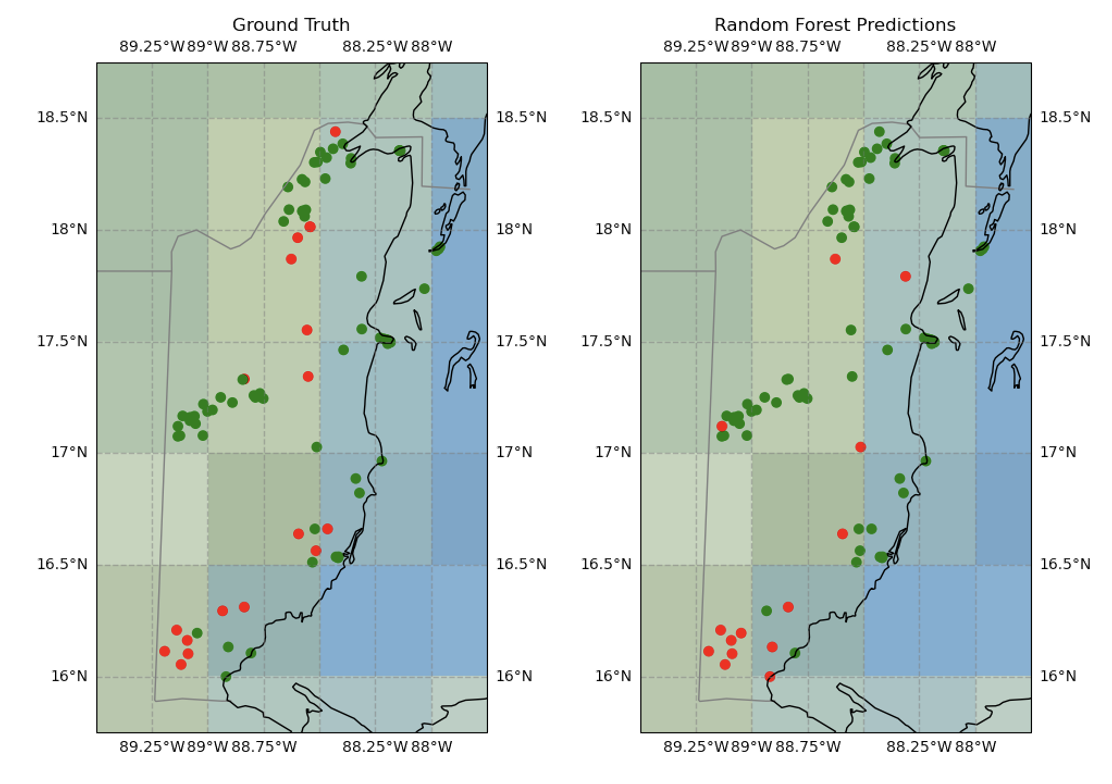 Ground Truth Random Forest Predictions
89.25°W 89°W 88.75°W 88.25°W 88°W 89.25°W 89°W 88.75°W 88.25°W 88°W
18.5°N 18.5°N 18.5°N 18.5°N
18°N 18°N 18°N 18°N
17.5°N 17.5°N 17.5°N 17.5°N
17°N 17°N 17°N 17°N
16.5°N 16.5°N 16.5°N 16.5°N
16°N 16°N 16°N 16°N
89.25°W 89°W 88.75°W 88.25°W 88°W 89.25°W 89°W 88.75°W 88.25°W 88°W